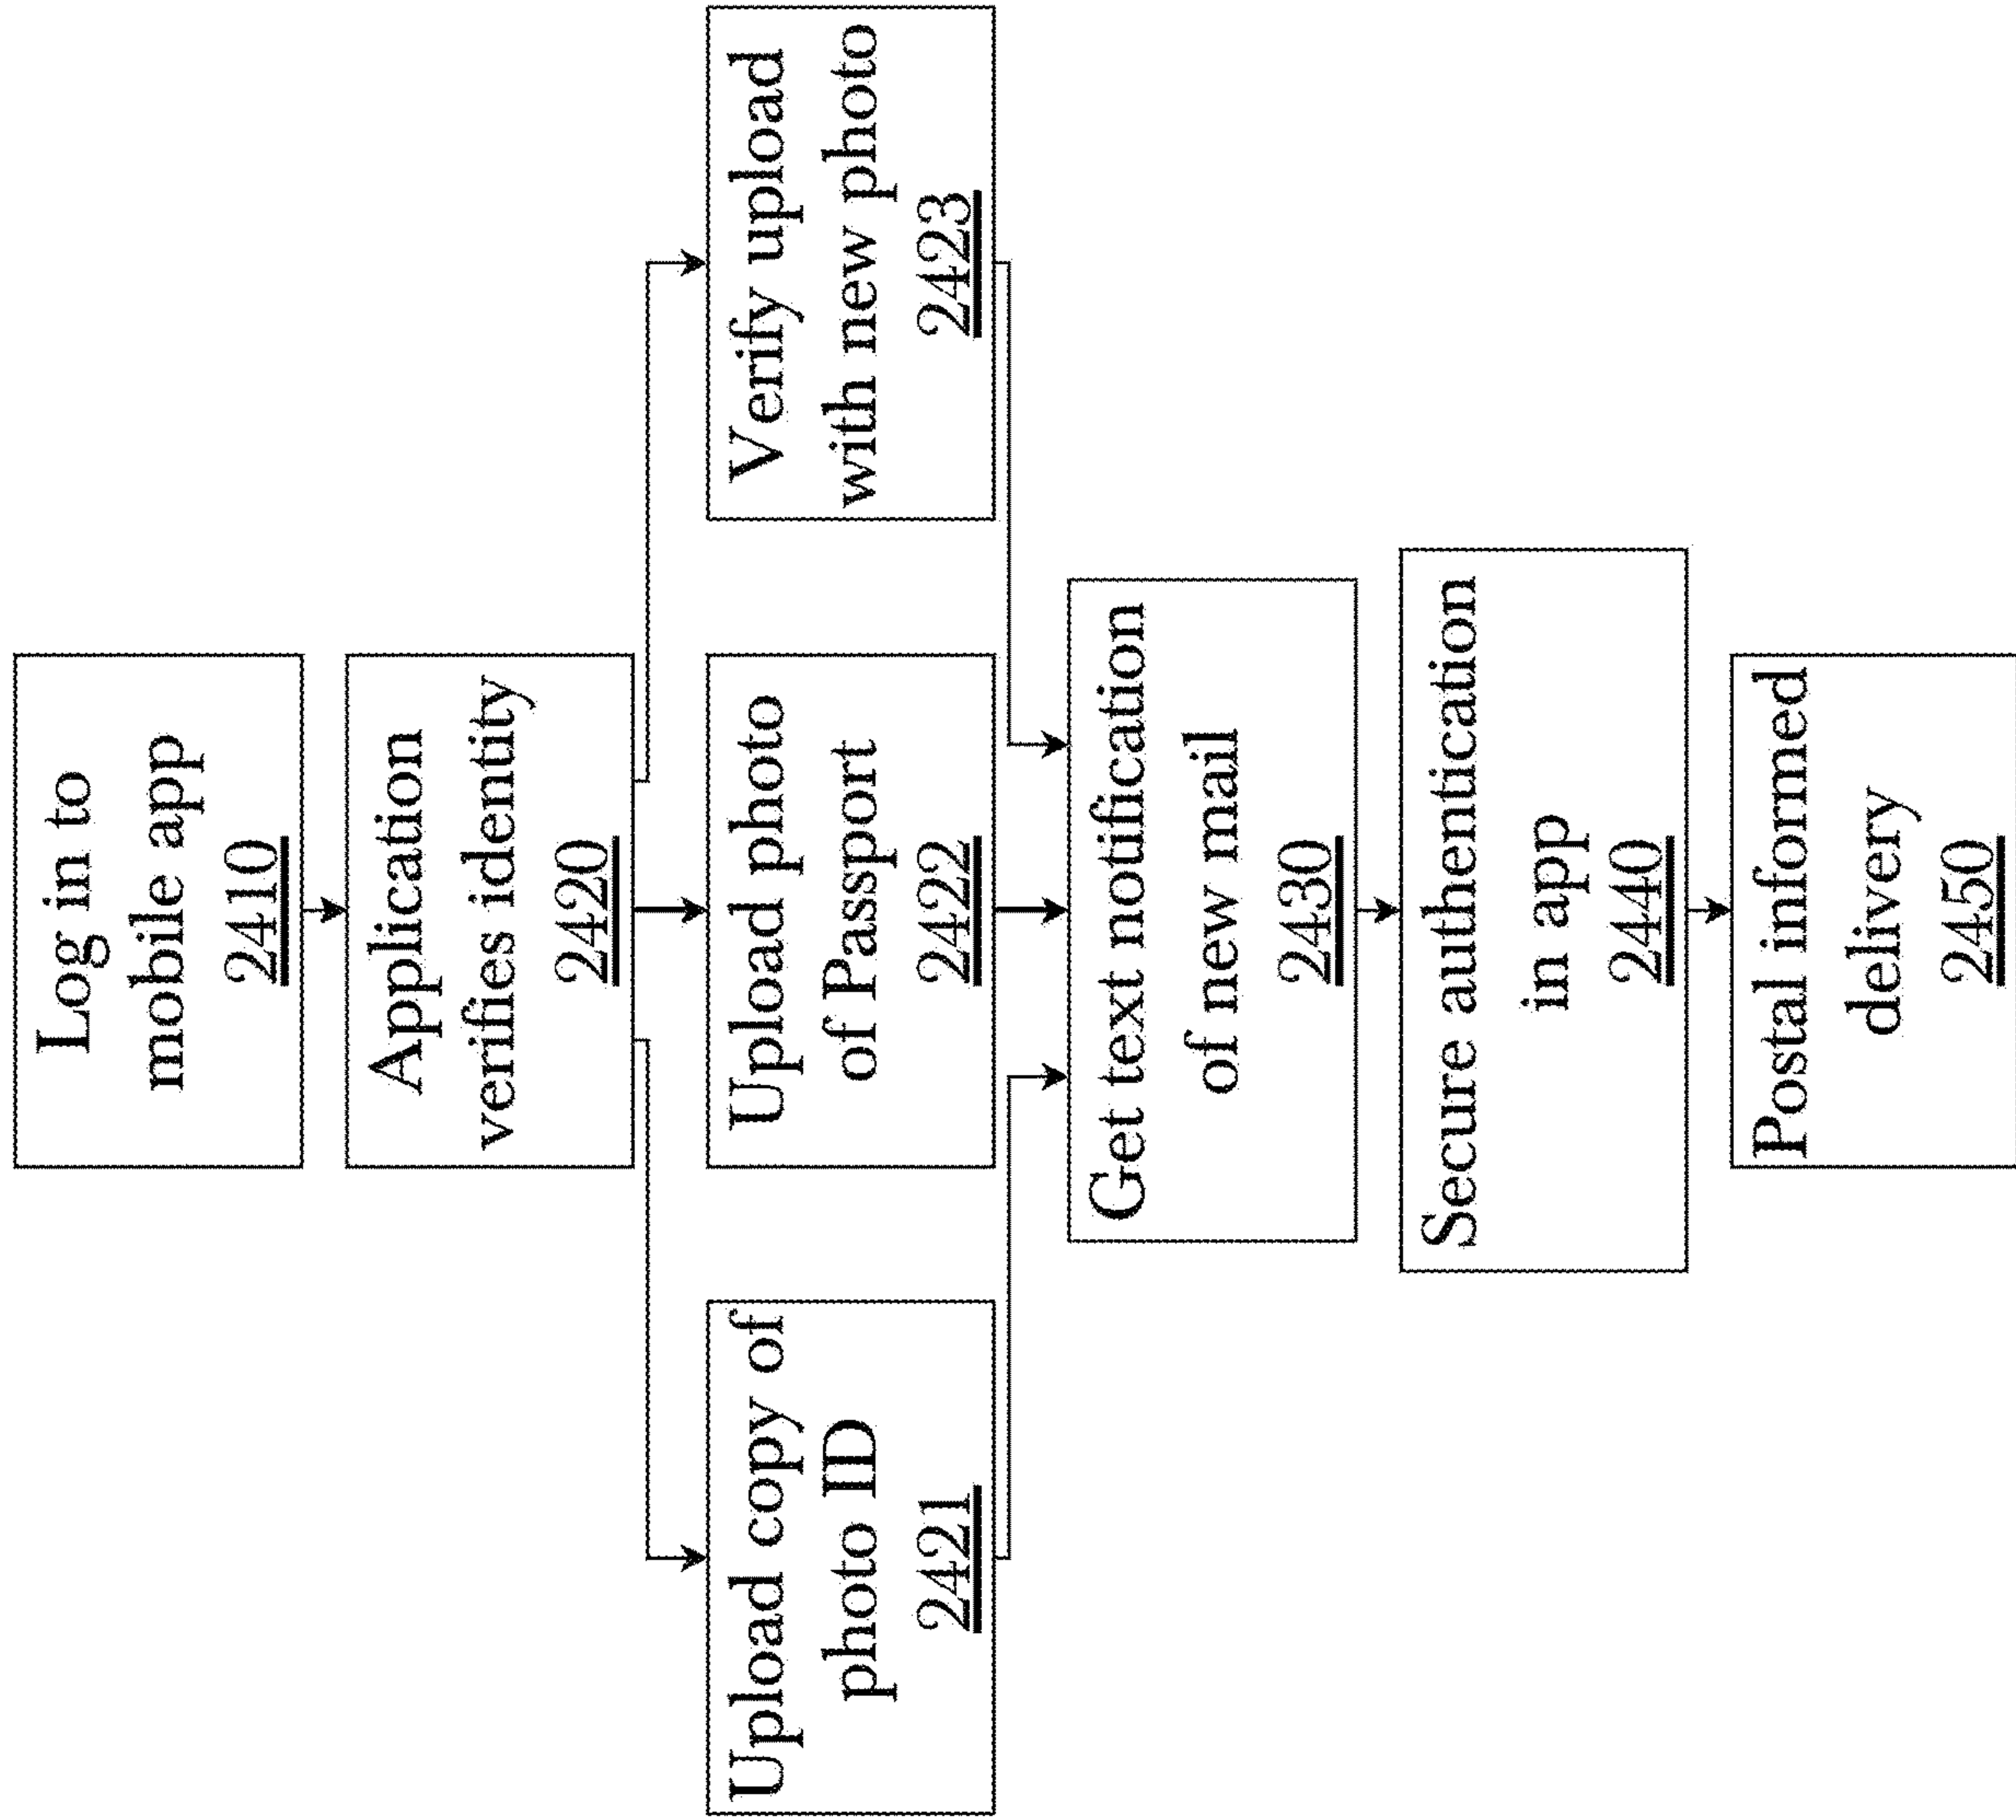 Log in to
mobile app
2410
Application
verifies identity
2420
Upload copy of
photo ID
2421
Upload photo
of Passport
2422
Verify upload
with new photo
2423
Get text notification
of new mail
2430
Secure authentication
in app
2440
Postal informed
delivery
2450